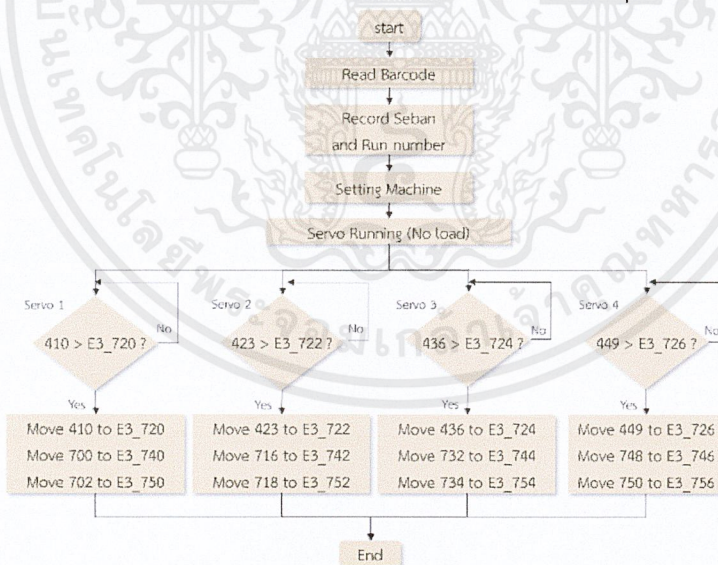 start
Read Barcode
Record Seban
and Run number
Setting Machine
Servo Running (No load)
Servo 1
410 > E3_720 ?
No
Yes
Move 410 to E3_720
Move 700 to E3_740
Move 702 to E3_750
Servo 2
423 > E3_722 ?
No
Yes
Move 423 to E3_722
Move 716 to E3_742
Move 718 to E3_752
Servo 3
436 > E3_724 ?
No
Yes
Move 436 to E3_724
Move 732 to E3_744
Move 734 to E3_754
Servo 4
449 > E3_726 ?
No
Yes
Move 449 to E3_726
Move 748 to E3_746
Move 750 to E3_756
End